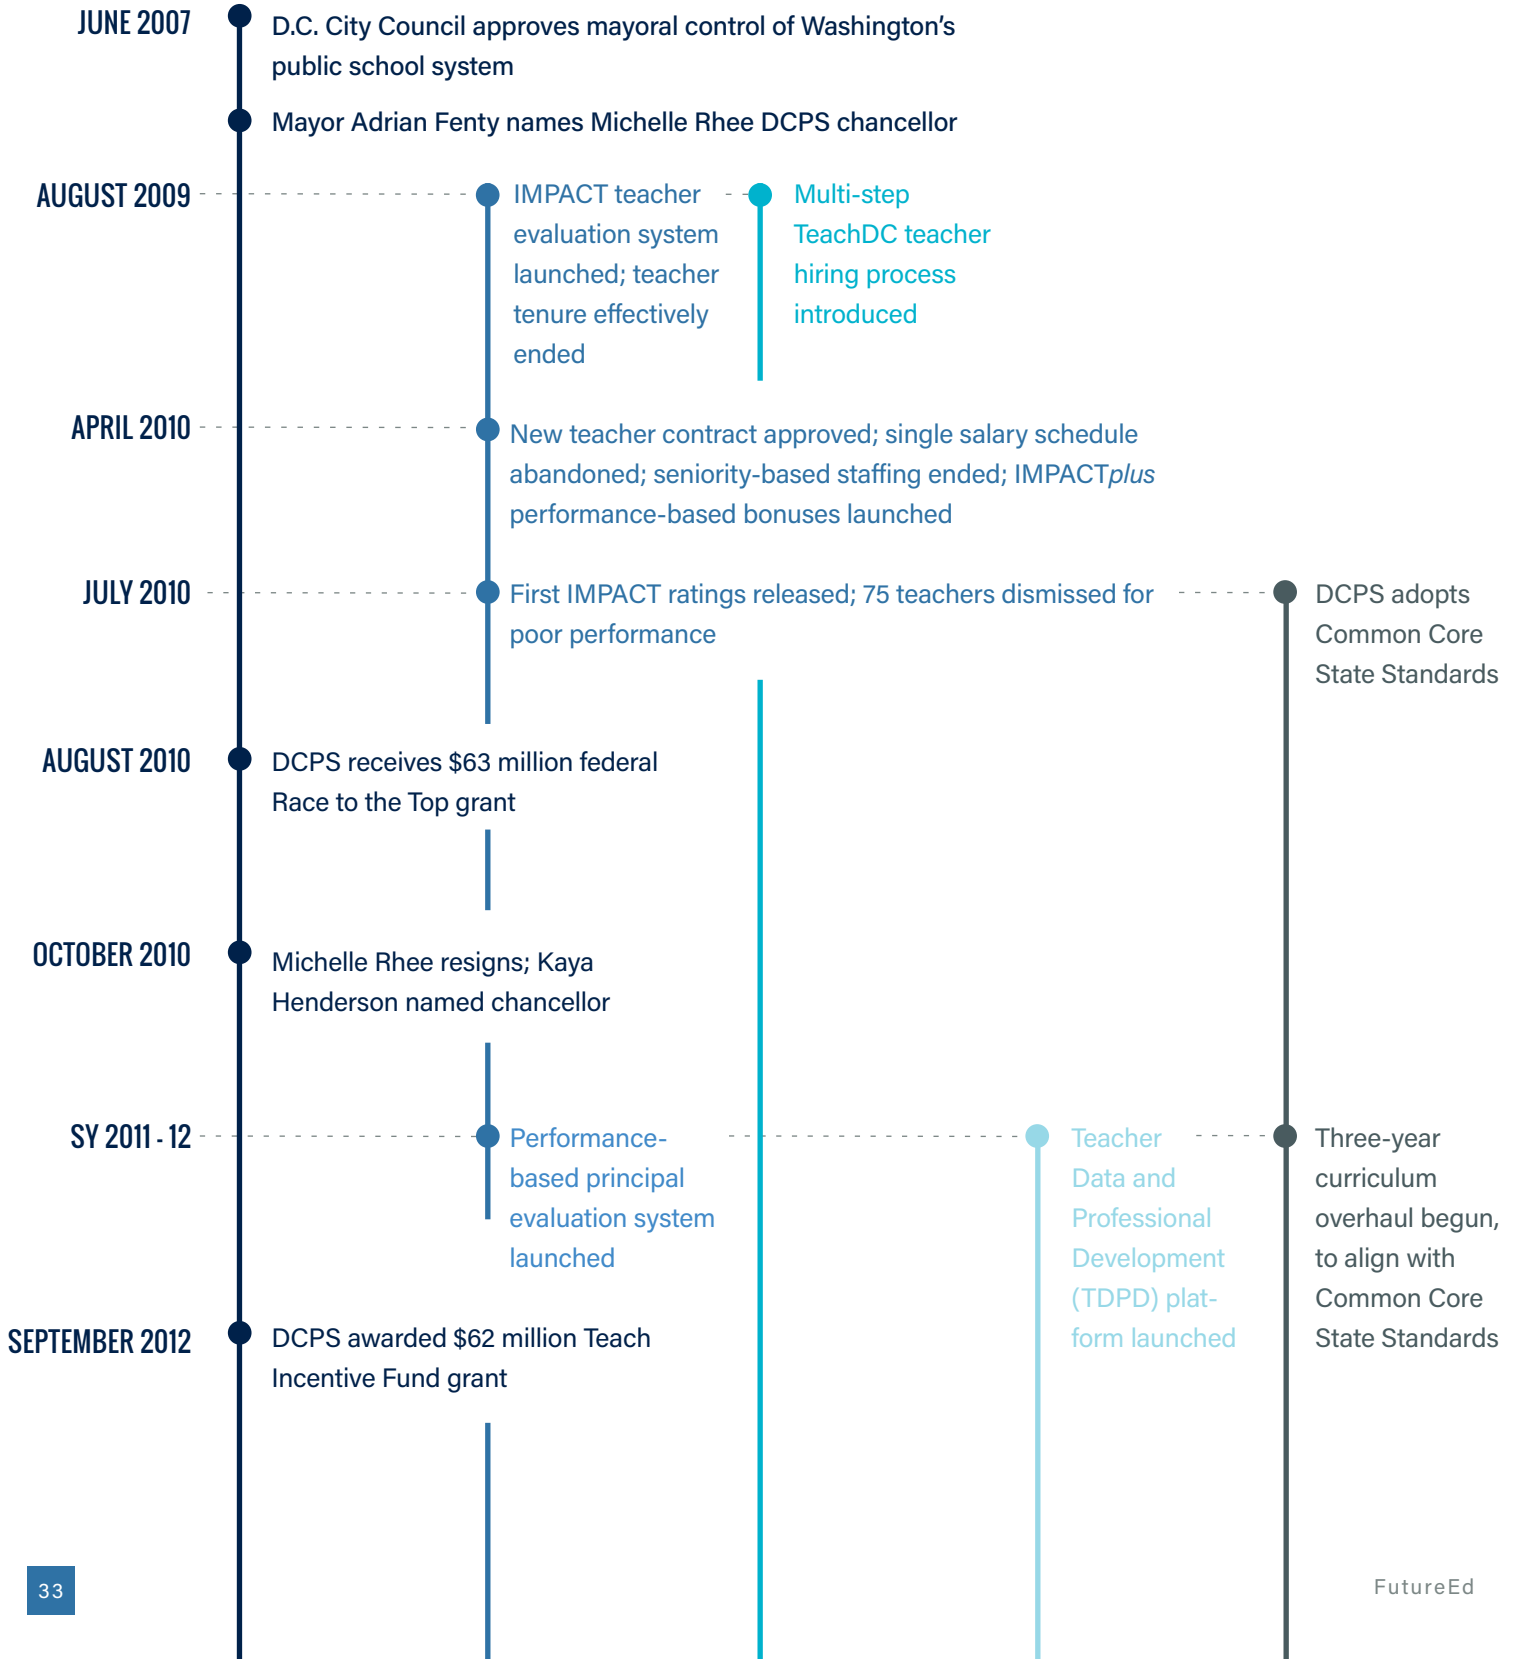 JUNE 2007
D.C. City Council approves mayoral control of Washington’s
public school system
Mayor Adrian Fenty names Michelle Rhee DCPS chancellor
AUGUST 2009
IMPACT teacher
evaluation system
launched; teacher
tenure effectively
ended
Multi-step
TeachDC teacher
hiring process
introduced
APRIL 2010
New teacher contract approved; single salary schedule
abandoned; seniority-based staffing ended; IMPACTplus
performance-based bonuses launched
JULY 2010
First IMPACT ratings released; 75 teachers dismissed for
poor performance
DCPS adopts
Common Core
State Standards
AUGUST 2010
DCPS receives $63 million federal
Race to the Top grant
OCTOBER 2010
Michelle Rhee resigns; Kaya
Henderson named chancellor
SY 2011 - 12
Performance-
based principal
evaluation system
launched
Teacher
Data and
Professional
Development
(TDPD) plat-
form launched
Three-year
curriculum
overhaul begun,
to align with
Common Core
State Standards
SEPTEMBER 2012
DCPS awarded $62 million Teach
Incentive Fund grant
33
FutureEd